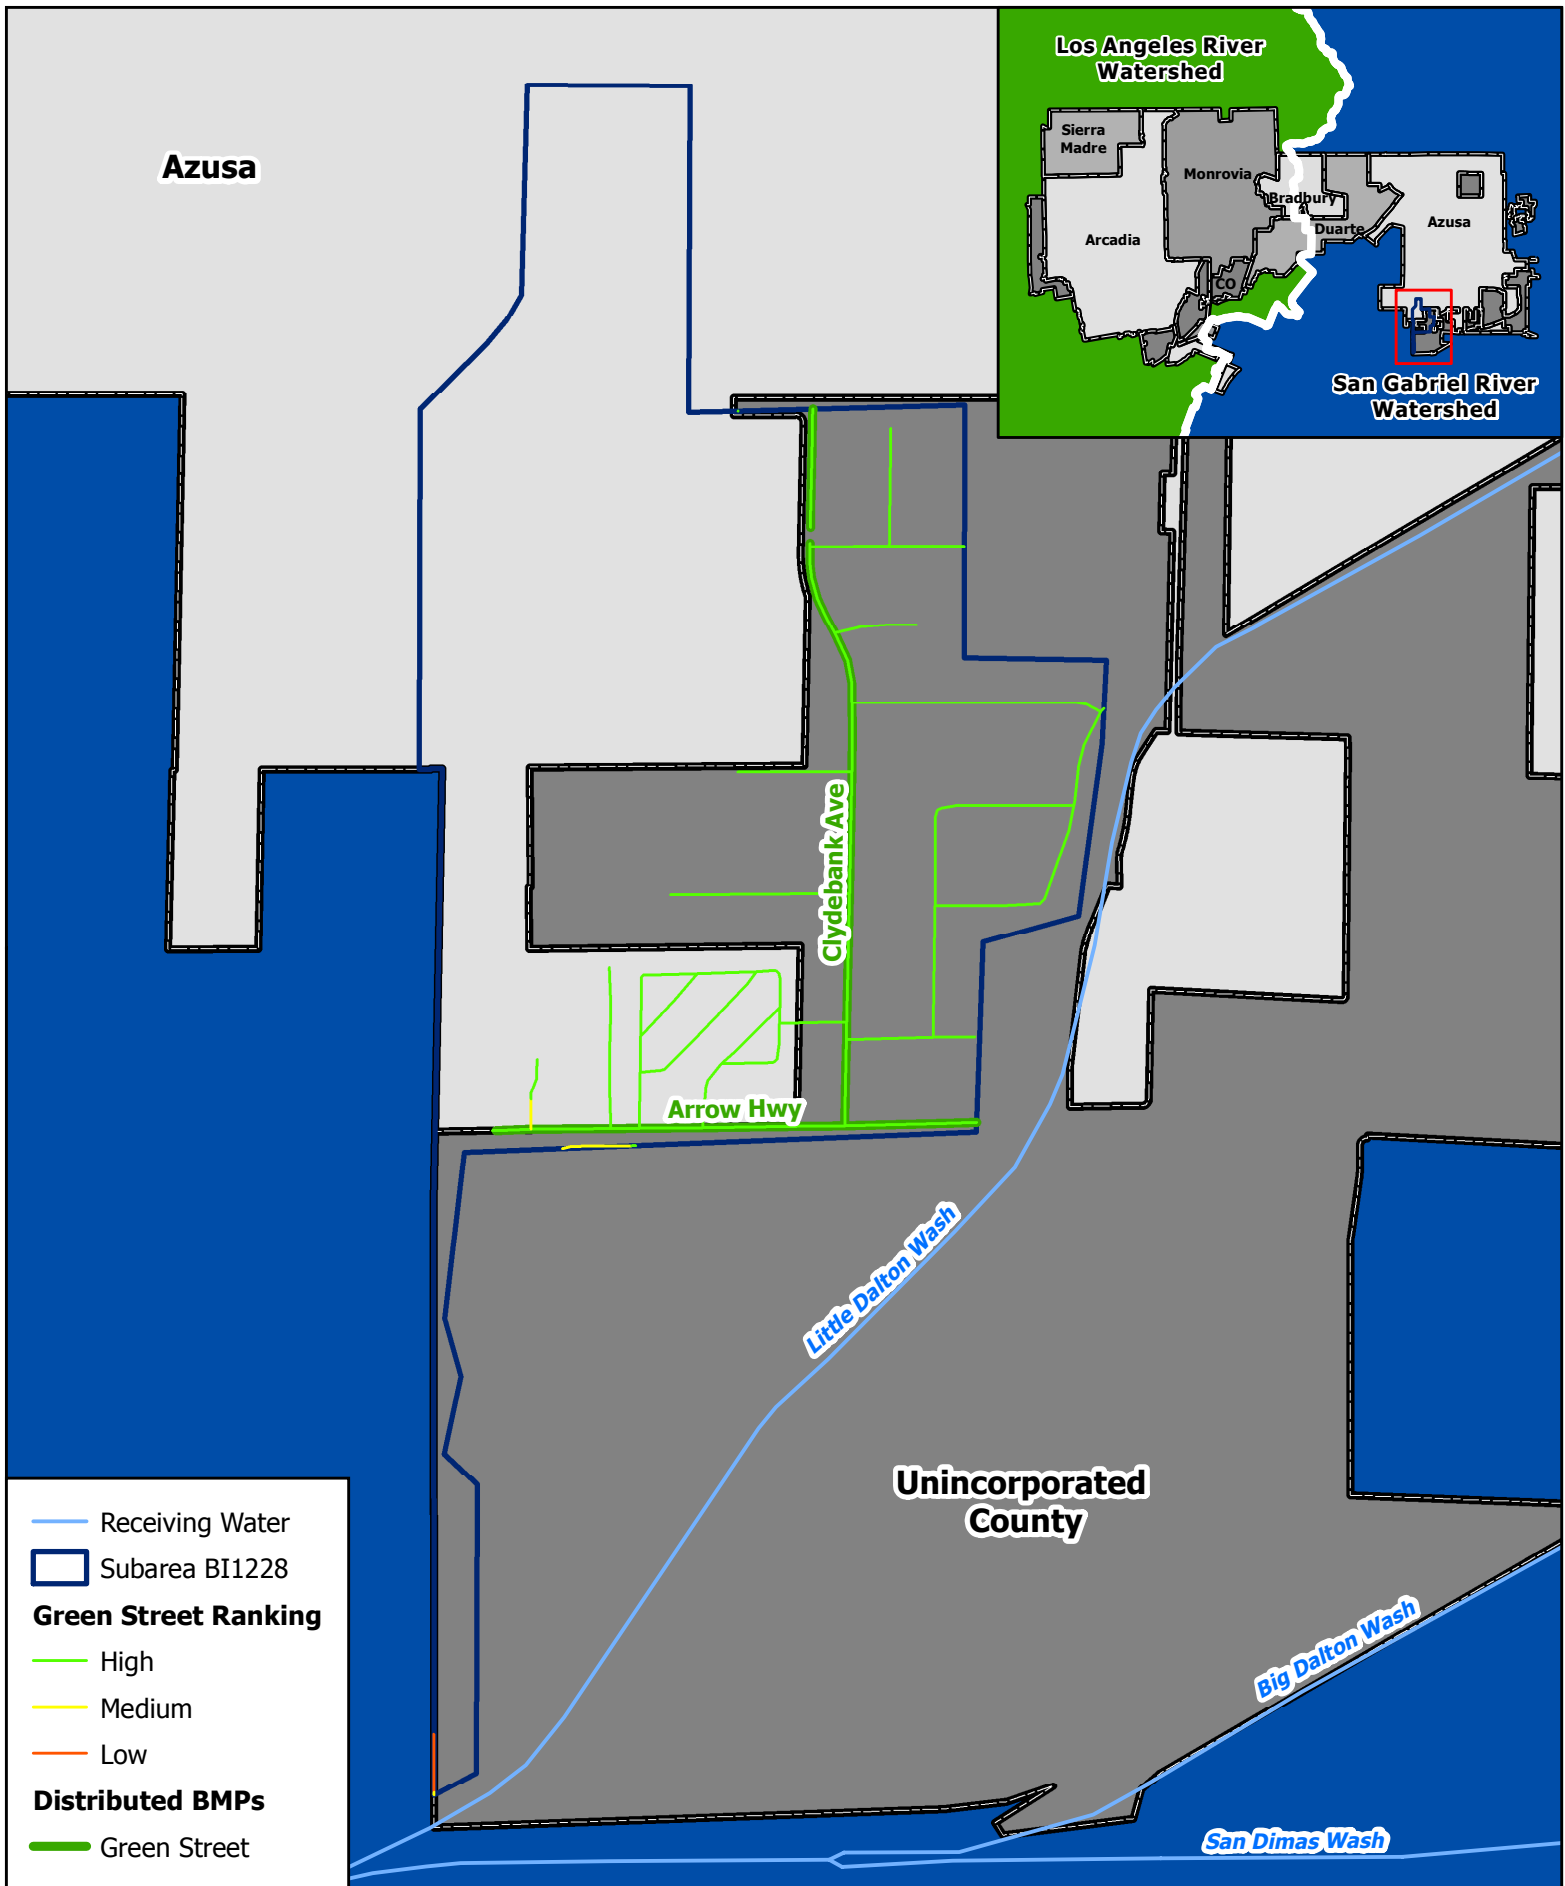 Los Angeles River
Watershed
Sierra
Madre
Monrovia
Bradbury
Duarte
Azusa
Arcadia
CO
San Gabriel River
Watershed
Azusa
Clydebank Ave
Arrow Hwy
Little Dalton Wash
Unincorporated
County
Big Dalton Wash
San Dimas Wash
Receiving Water
Subarea BI1228
Green Street Ranking
High
Medium
Low
Distributed BMPs
Green Street